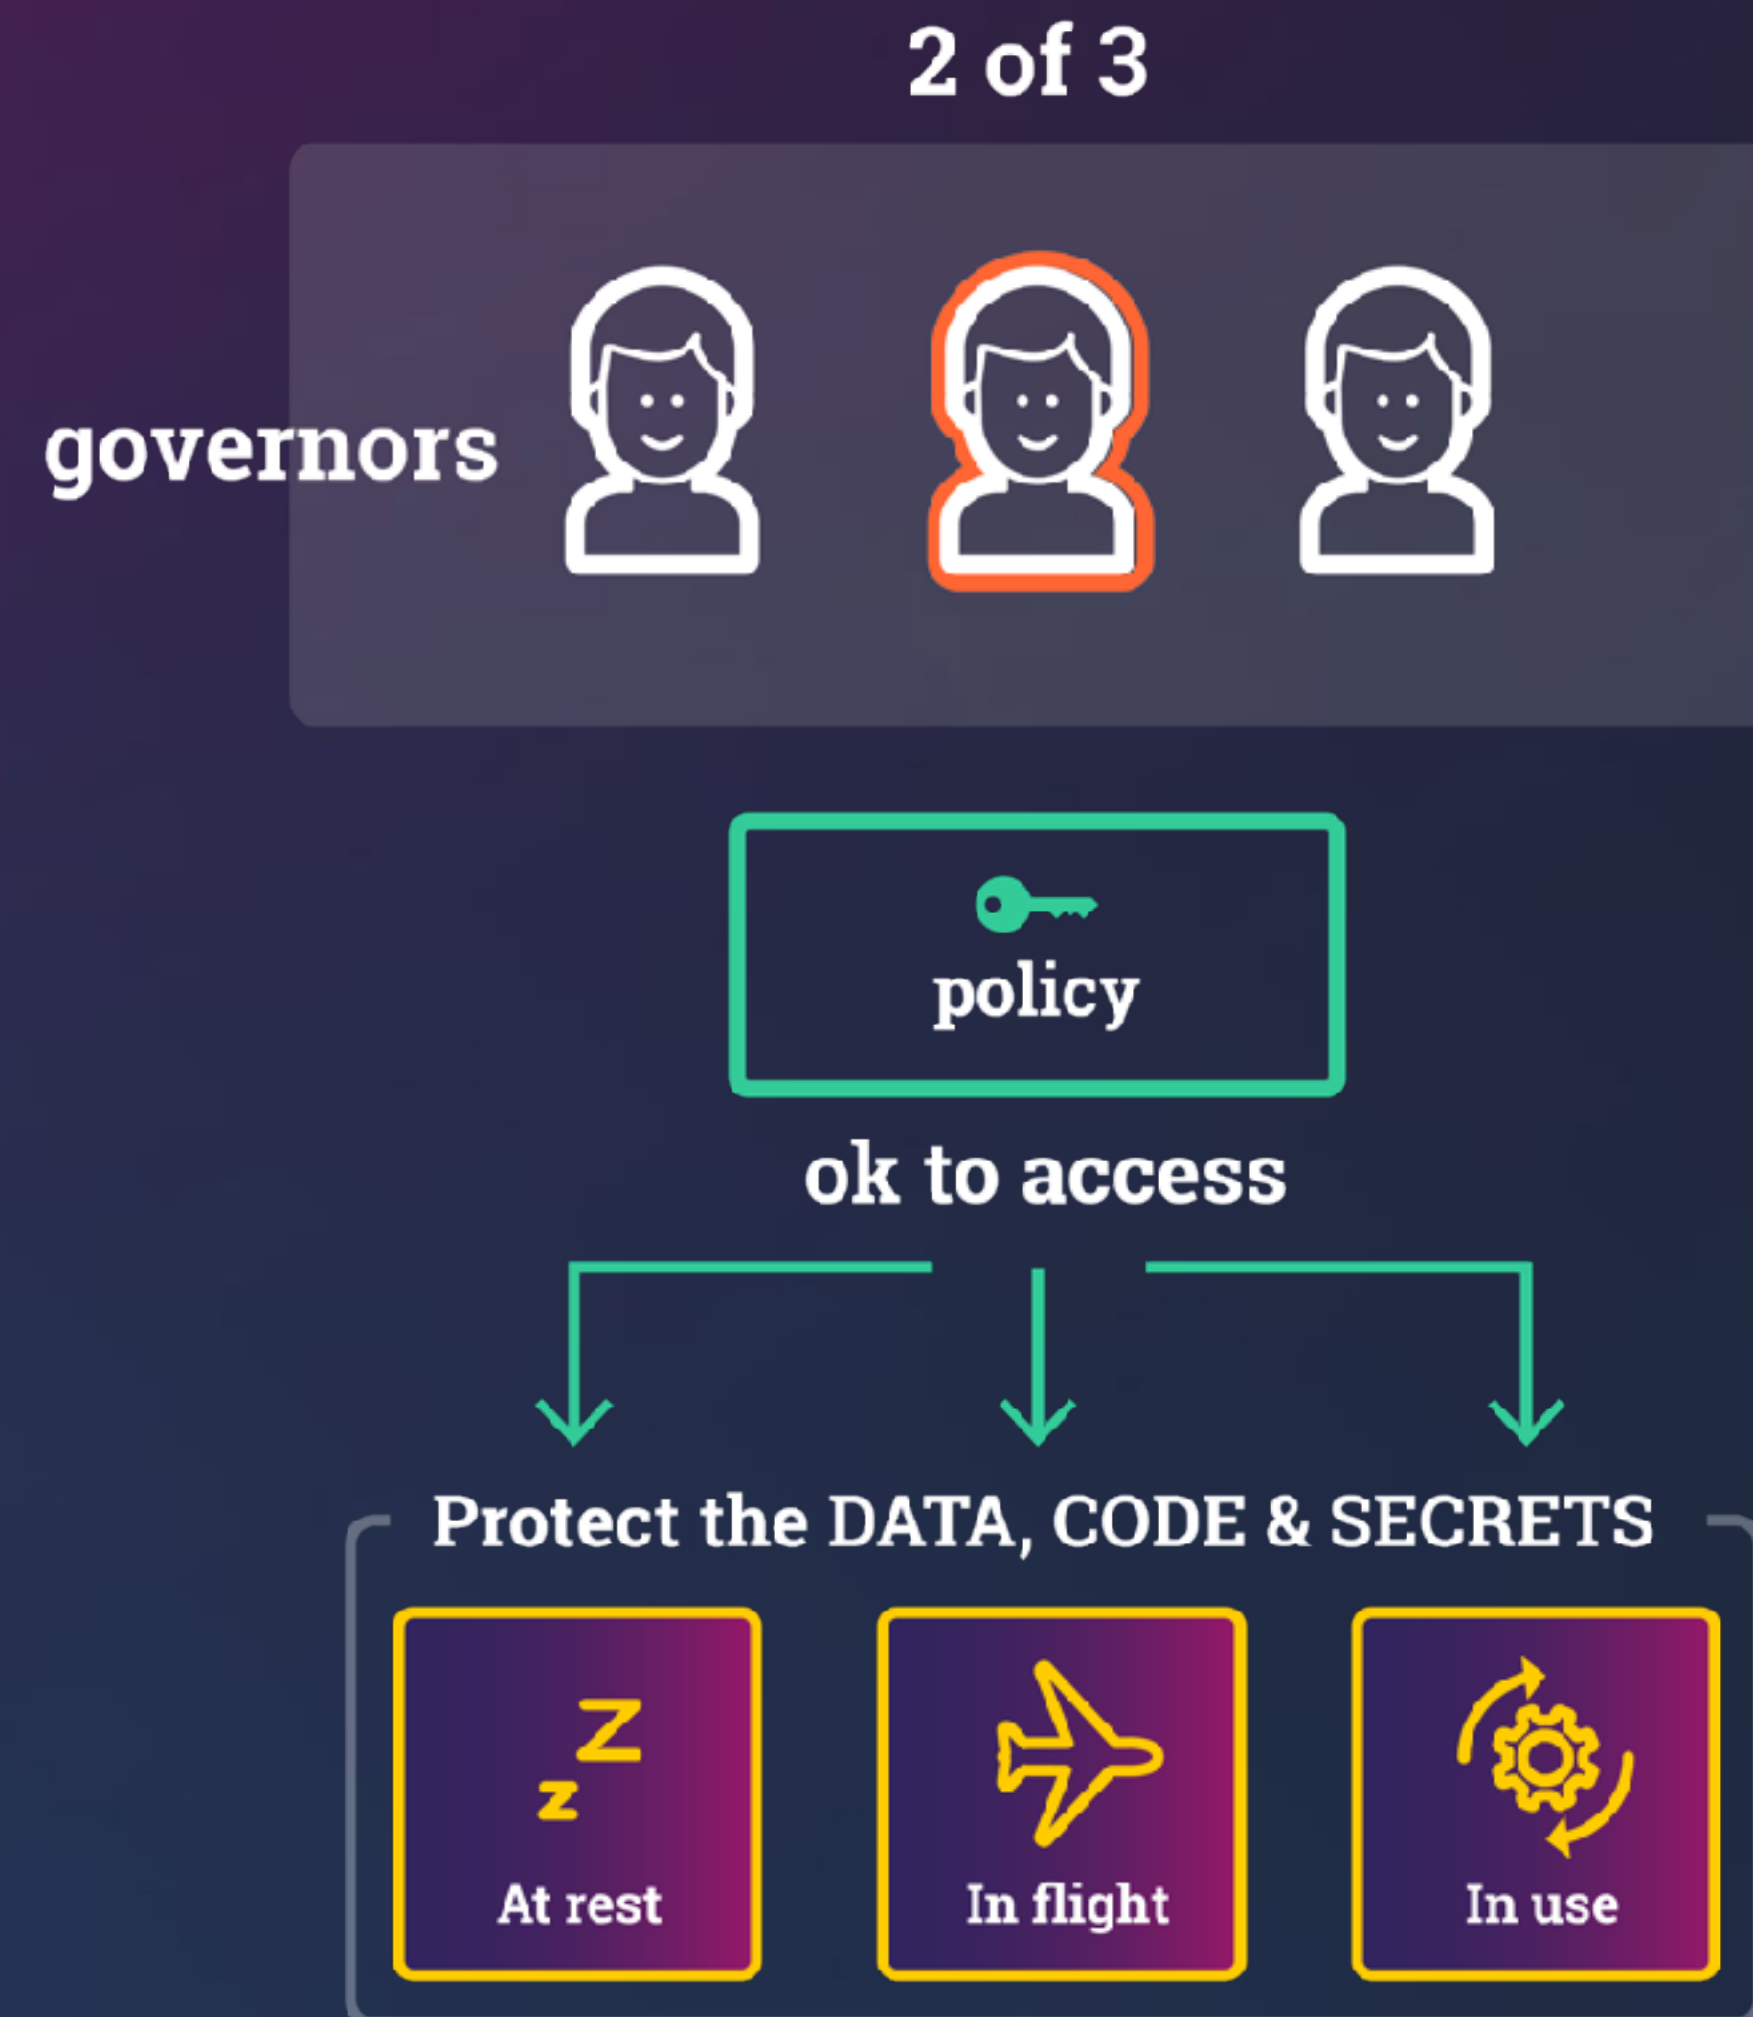 2 of 3
governors
policy
ok to access
Protect the DATA, CODE & SECRETS
z
z
At rest
In flight
In use